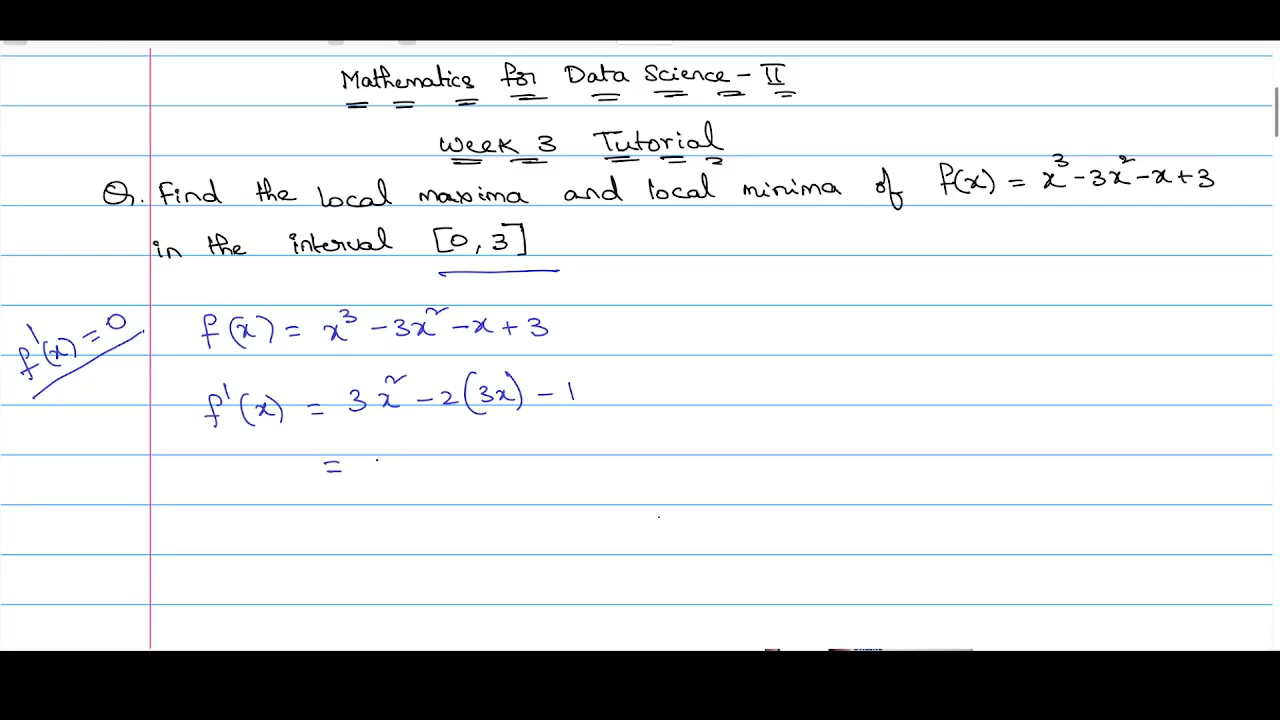 Mathematics for Data Science - II
Week 3 Tutorial
Q. Find the local maxima and local minima of f(x) = x³ - 3x² - x + 3
in the interval [0, 3]
f'(x) = 0
f(x) = x³ - 3x² - x + 3
f'(x) = 3x² - 2(3x) - 1
=